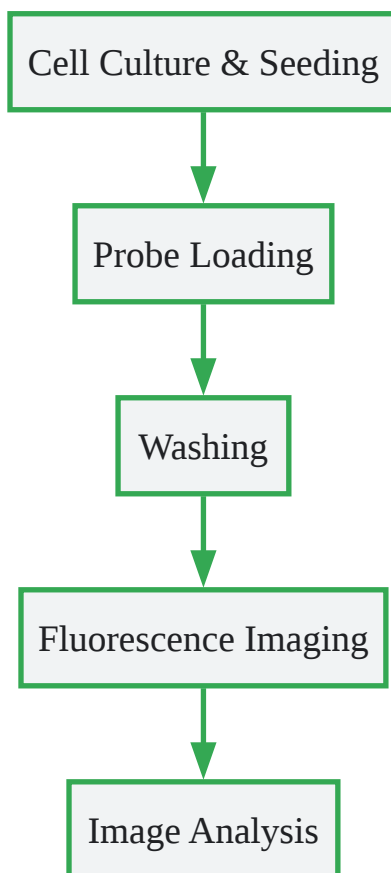 Cell Culture & Seeding
Probe Loading
Washing
Fluorescence Imaging
Image Analysis